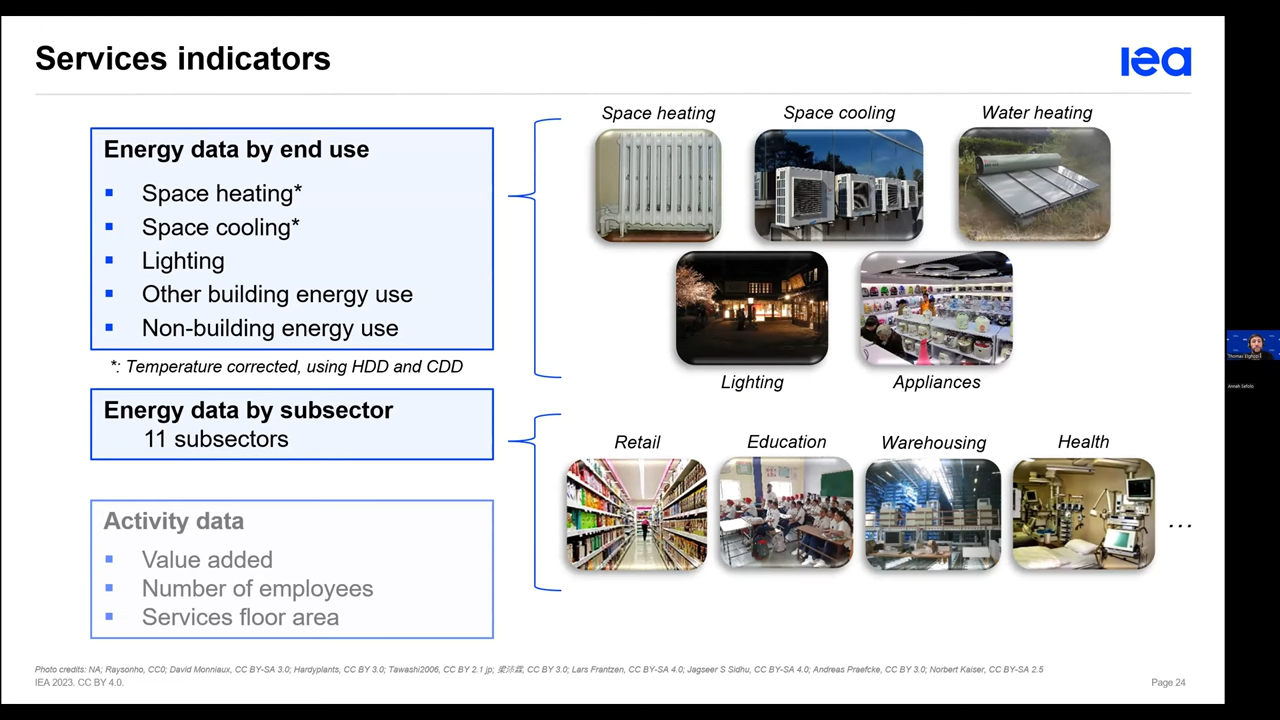 Services indicators
iea
Energy data by end use
▪ Space heating*
▪ Space cooling*
▪ Lighting
▪ Other building energy use
▪ Non-building energy use
*: Temperature corrected, using HDD and CDD
Energy data by subsector
11 subsectors
Activity data
▪ Value added
▪ Number of employees
▪ Services floor area
Space heating
Space cooling
Water heating
Lighting
Appliances
Retail
Education
Warehousing
Health
...
Photo credits: NA; Raysonho, CC0; David Monniaux, CC BY-SA 3.0; Hardyplants, CC BY 3.0; Tawashi2006, CC BY 2.1 jp; CC BY 3.0; Lars Frantzen, CC BY-SA 4.0; Jagseer S Sidhu, CC BY-SA 4.0; Andreas Praefcke, CC BY 3.0; Norbert Kaiser, CC BY-SA 2.5
IEA 2023. CC BY 4.0.
Page 24
Thomas
Annah Sefolo